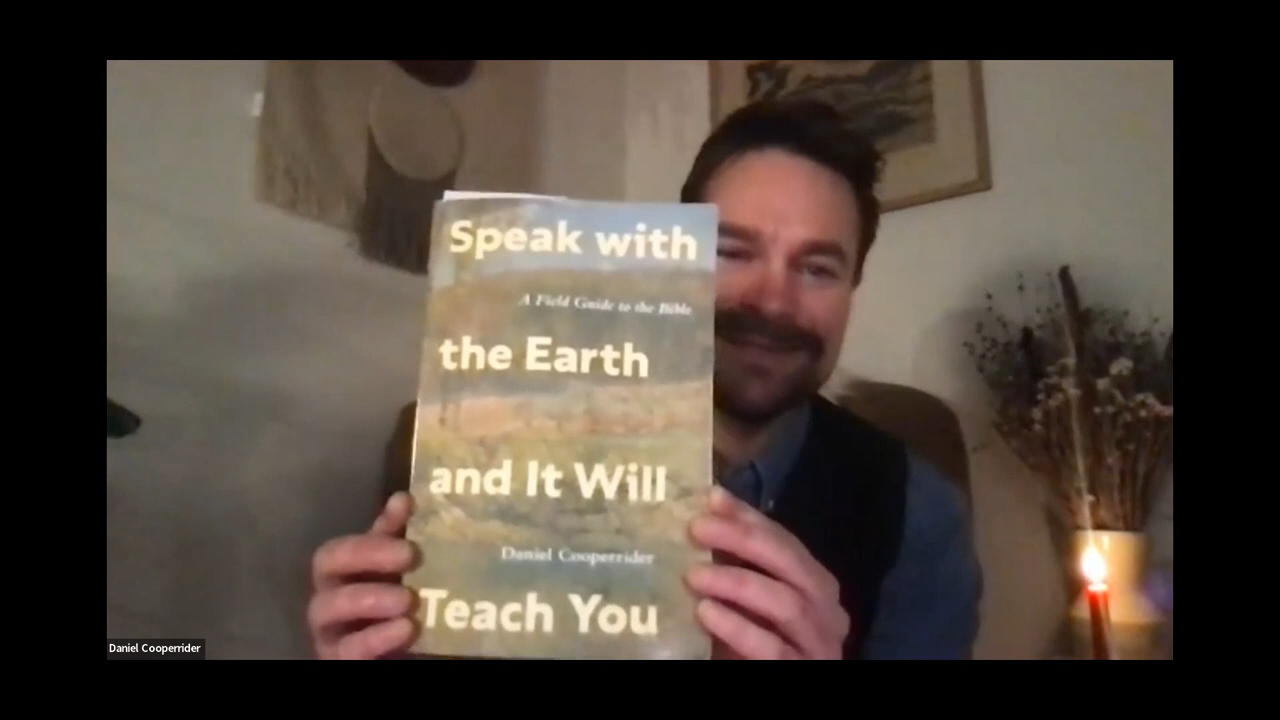 Speak with
A Field Guide to the Bible
the Earth
and It Will
Daniel Cooperrider
Teach You
Daniel Cooperrider